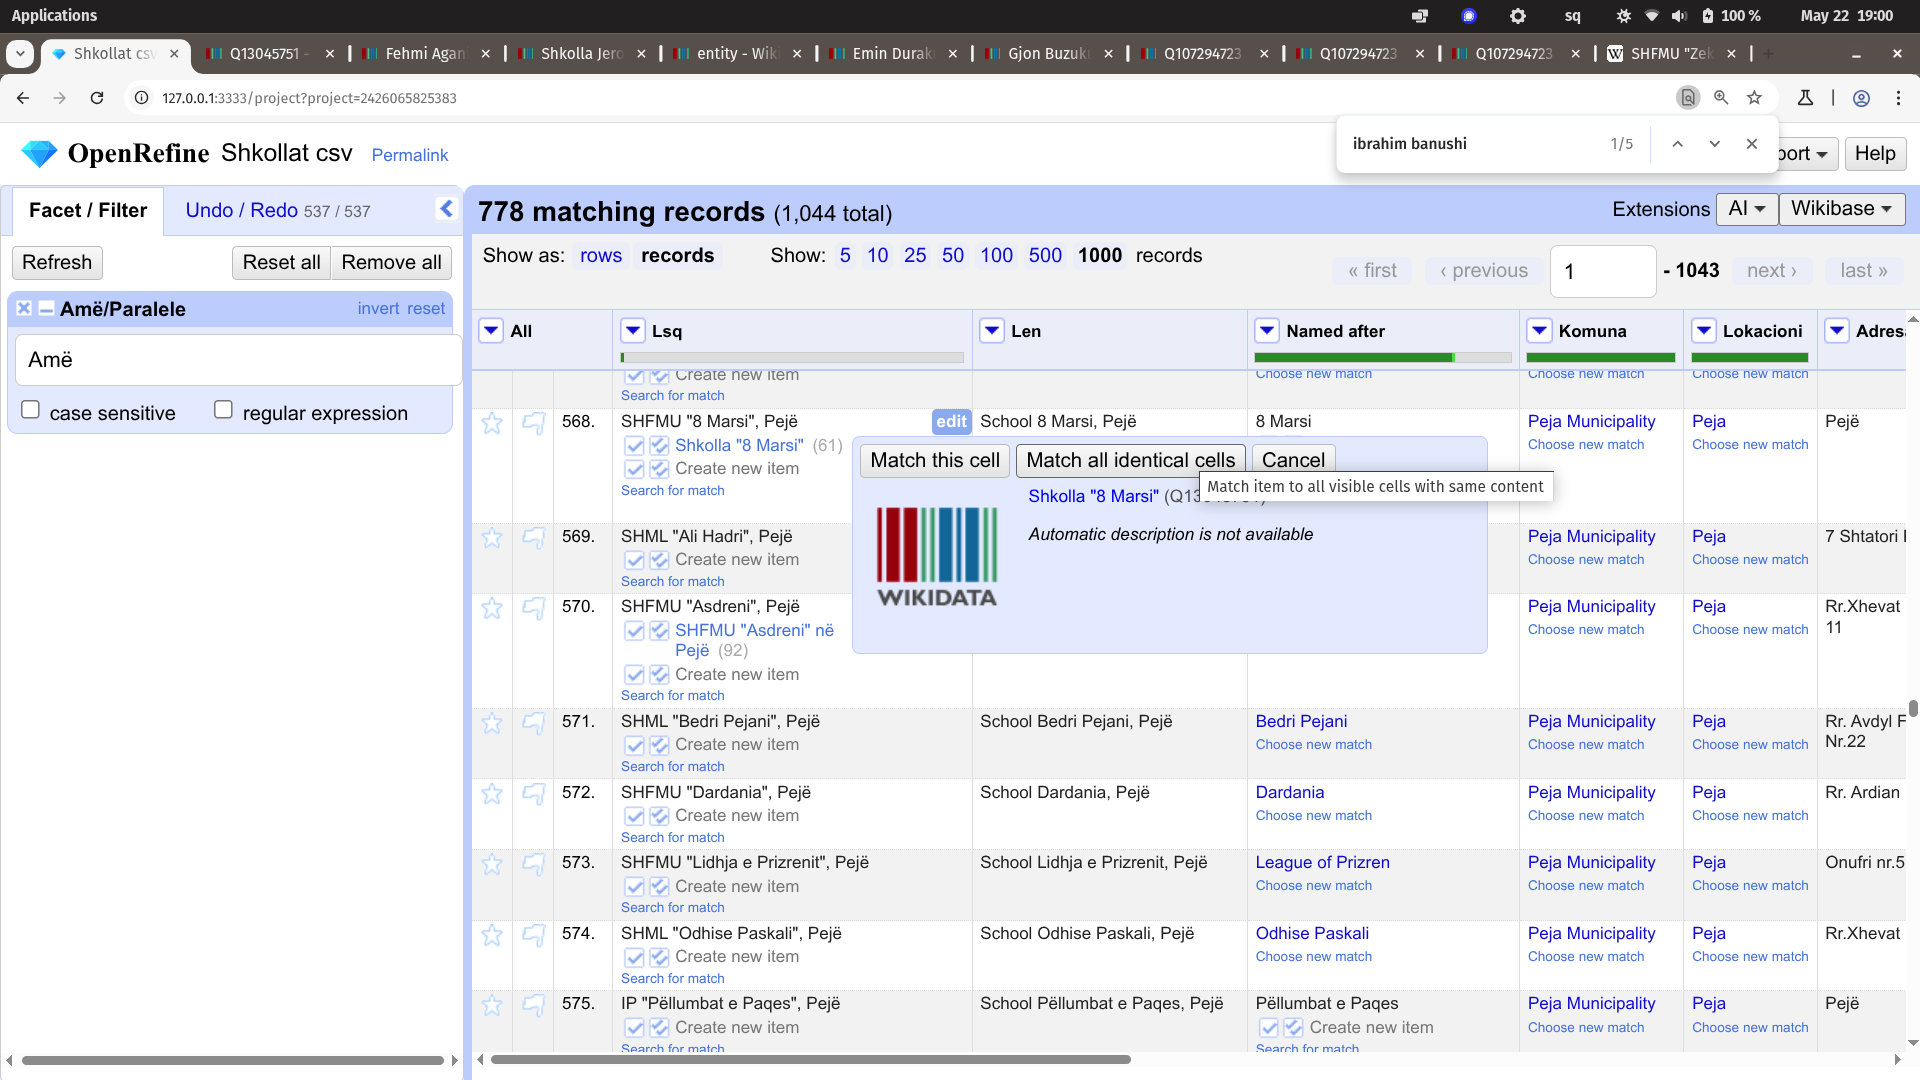 Applications
sq
100 %
May 22 19:00
Shkollat csv
Q13045751 -
Fehmi Agan
Shkolla Jero
entity - Wik
Emin Durak
Gjon Buzuku
Q107294723
Q107294723
Q107294723
SHFMU "Zek
127.0.0.1:3333/project?project=2426065825383
OpenRefine Shkollat csv Permalink
ibrahim banushi 1/5
port
Help
Facet / Filter
Undo / Redo 537 / 537
778 matching records (1,044 total)
Extensions AI Wikibase
Refresh
Reset all
Remove all
Show as: rows records Show: 5 10 25 50 100 500 1000 records
« first ‹ previous 1 - 1043 next › last »
Amë/Paralele
invert reset
Amë
case sensitive
regular expression
All
Lsq
Len
Named after
Komuna
Lokacioni
Create new item
Search for match
Choose new match
Choose new match
Choose new match
568.
SHFMU "8 Marsi", Pejë
edit
School 8 Marsi, Pejë
8 Marsi
Peja Municipality
Peja
Pejë
Shkolla "8 Marsi" (61)
Choose new match
Choose new match
Create new item
Search for match
Match this cell
Match all identical cells
Cancel
Match item to all visible cells with same content
Shkolla "8 Marsi"
Automatic description is not available
WIKIDATA
569.
SHML "Ali Hadri", Pejë
Peja Municipality
Peja
7 Shtatori
Create new item
Choose new match
Choose new match
Search for match
570.
SHFMU "Asdreni", Pejë
Peja Municipality
Peja
Rr.Xhevat
11
SHFMU "Asdreni" në
Pejë (92)
Choose new match
Choose new match
Create new item
Search for match
571.
SHML "Bedri Pejani", Pejë
School Bedri Pejani, Pejë
Bedri Pejani
Peja Municipality
Peja
Rr. Avdyl F
Nr.22
Create new item
Choose new match
Choose new match
Choose new match
Search for match
572.
SHFMU "Dardania", Pejë
School Dardania, Pejë
Dardania
Peja Municipality
Peja
Rr. Ardian
Create new item
Choose new match
Choose new match
Choose new match
Search for match
573.
SHFMU "Lidhja e Prizrenit", Pejë
School Lidhja e Prizrenit, Pejë
League of Prizren
Peja Municipality
Peja
Onufri nr.5
Create new item
Choose new match
Choose new match
Choose new match
Search for match
574.
SHML "Odhise Paskali", Pejë
School Odhise Paskali, Pejë
Odhise Paskali
Peja Municipality
Peja
Rr.Xhevat
Create new item
Choose new match
Choose new match
Choose new match
Search for match
575.
IP "Pëllumbat e Paqes", Pejë
School Pëllumbat e Paqes, Pejë
Pëllumbat e Paqes
Peja Municipality
Peja
Pejë
Create new item
Create new item
Choose new match
Choose new match
Search for match
Search for match